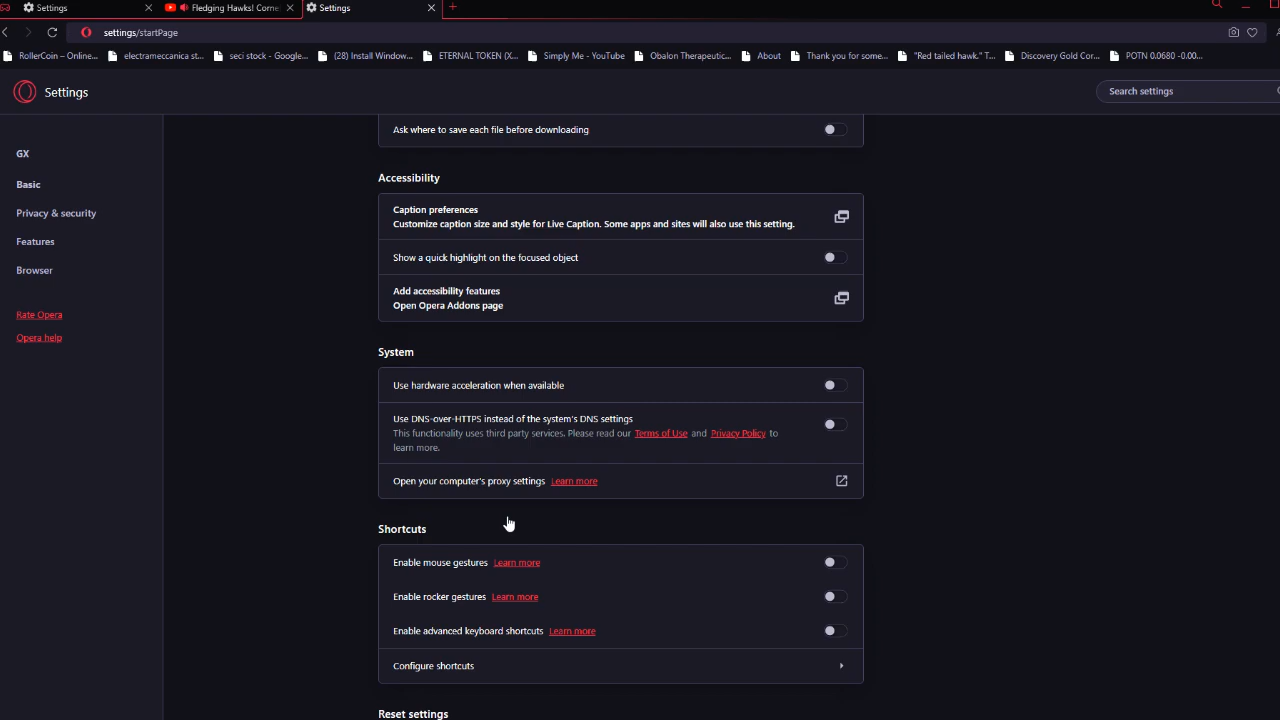 Settings
Fledging Hawks! Corne
Settings
settings/startPage
RollerCoin – Online...
electrameccanica st...
seci stock - Google...
(28) Install Window...
ETERNAL TOKEN (X...
Simply Me - YouTube
Obalon Therapeutic...
About
Thank you for some...
"Red tailed hawk." T...
Discovery Gold Cor...
POTN 0.0680 -0.00...
Settings
Search settings
GX
Basic
Privacy & security
Features
Browser
Rate Opera
Opera help
Ask where to save each file before downloading
Accessibility
Caption preferences
Customize caption size and style for Live Caption. Some apps and sites will also use this setting.
Show a quick highlight on the focused object
Add accessibility features
Open Opera Addons page
System
Use hardware acceleration when available
Use DNS-over-HTTPS instead of the system's DNS settings
This functionality uses third party services. Please read our Terms of Use and Privacy Policy to
learn more.
Open your computer's proxy settings Learn more
Shortcuts
Enable mouse gestures Learn more
Enable rocker gestures Learn more
Enable advanced keyboard shortcuts Learn more
Configure shortcuts
Reset settings